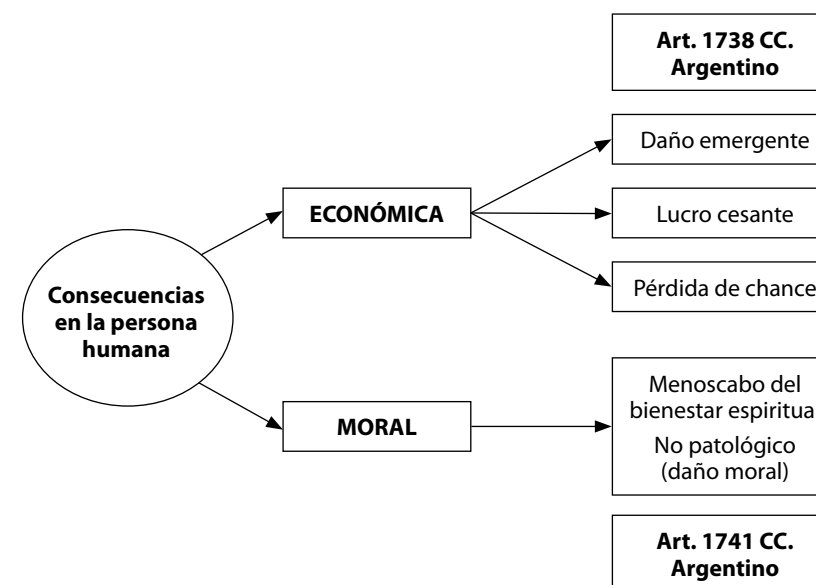 Art. 1738 CC.
Argentino
Daño emergente
ECONÓMICA
Lucro cesante
Pérdida de chance
Consecuencias
en la persona
humana
MORAL
Menoscabo del
bienestar espiritua
No patológico
(daño moral)
Art. 1741 CC.
Argentino